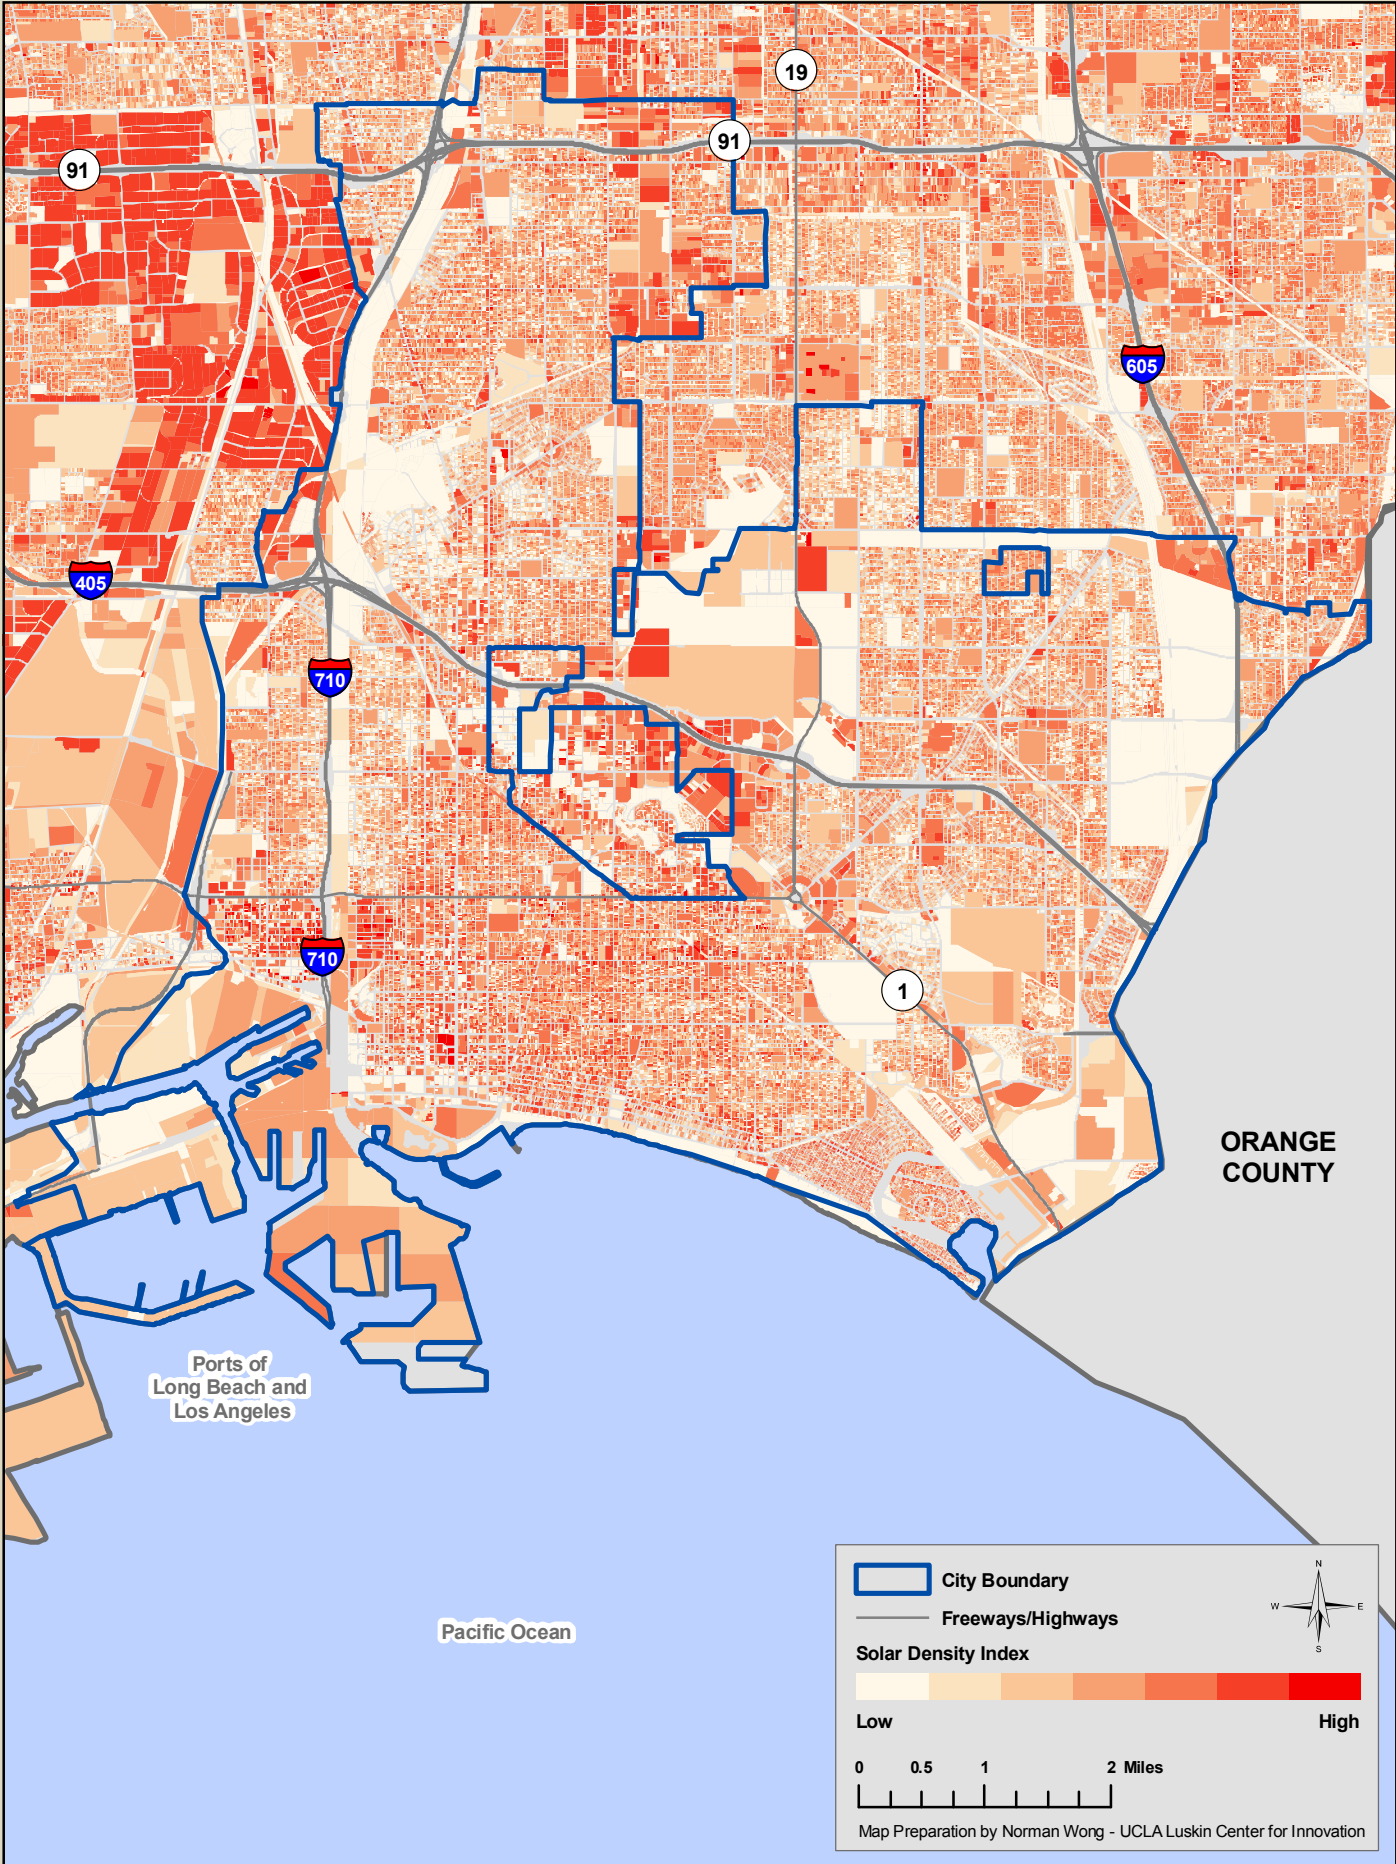 19
91
91
605
405
710
710
1
ORANGE
COUNTY
Ports of
Long Beach and
Los Angeles
Pacific Ocean
City Boundary
Freeways/Highways
N
W E
S
Solar Density Index
Low High
0 0.5 1 2 Miles
Map Preparation by Norman Wong - UCLA Luskin Center for Innovation